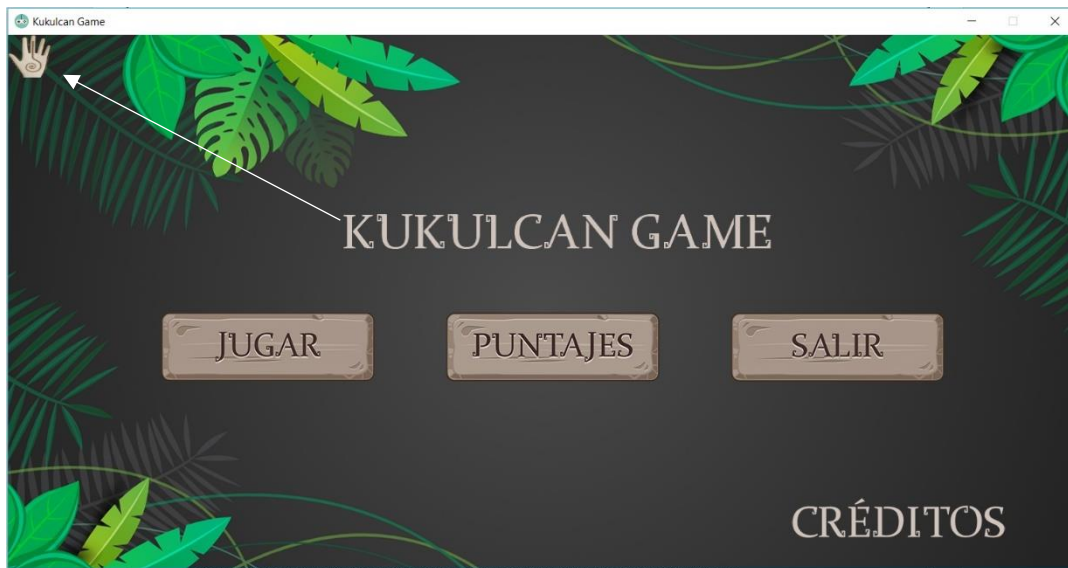 Kukulcan Game
KUKULCAN GAME
JUGAR
PUNTAJES
SALIR
CRÉDITOS